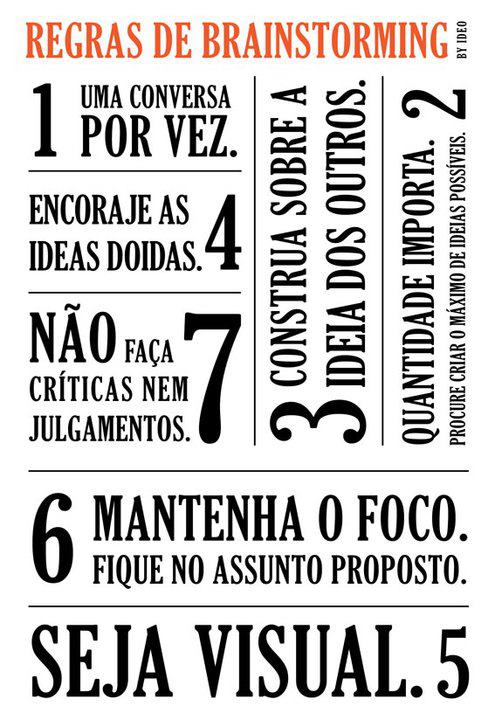 REGRAS DE BRAINSTORMING
BY IDEO
1
UMA CONVERSA
POR VEZ.
ENCORAJE AS
IDEAS DOIDAS.
4
NÃO FAÇA
CRÍTICAS NEM
JULGAMENTOS.
7
3
CONSTRUA SOBRE A
IDEIA DOS OUTROS.
QUANTIDADE IMPORTA. 2
PROCURE CRIAR O MÁXIMO DE IDEIAS POSSÍVEIS.
6
MANTENHA O FOCO.
FIQUE NO ASSUNTO PROPOSTO.
SEJA VISUAL. 5